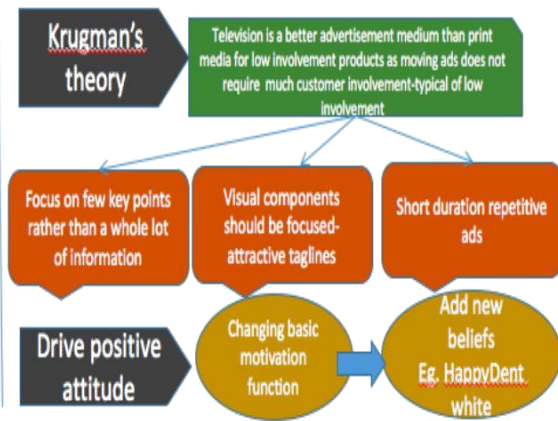 Krugman's
theory
Television is a better advertisement medium than print
media for low involvement products as moving ads does not
require much customer involvement-typical of low
involvement
Focus on few key points
rather than a whole lot
of information
Visual components
should be focused-
attractive taglines
Short duration repetitive
ads
Drive positive
attitude
Changing basic
motivation
function
Add new
beliefs
Eg. HappyDent
white